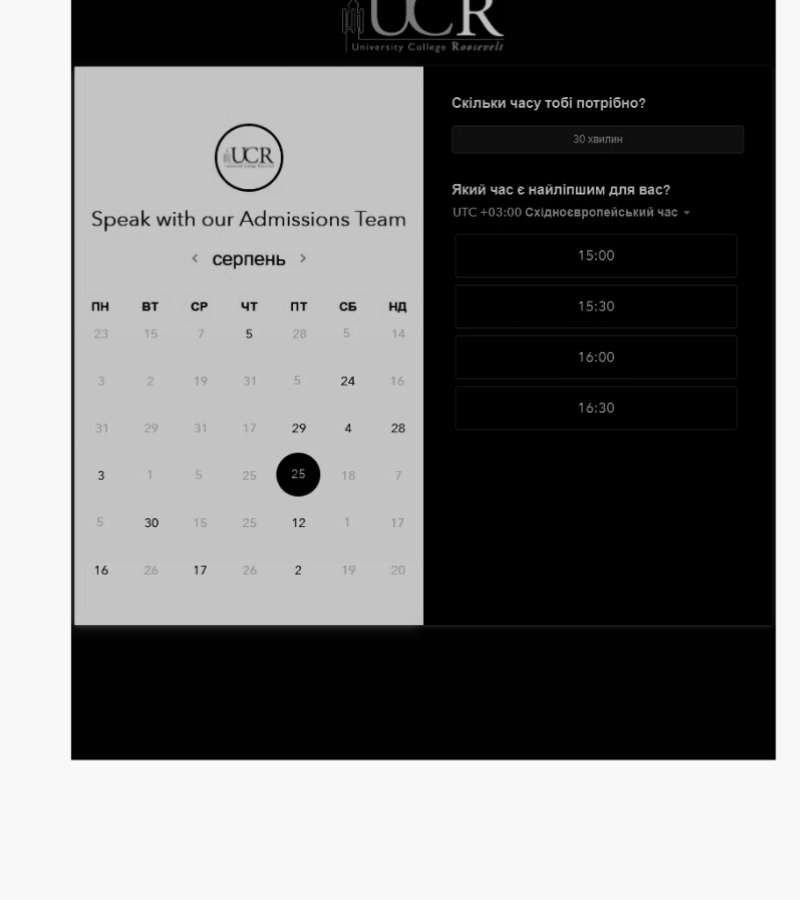 UCR
University College Roosevelt
UCR
Speak with our Admissions Team
< серпень >
ПН ВТ СР ЧТ ПТ СБ НД
23 15 7 5 28 5 14
3 2 19 31 5 24 16
31 29 31 17 29 4 28
3 1 5 25 25 18 7
5 30 15 25 12 1 17
16 26 17 26 2 19 20
Скільки часу тобі потрібно?
30 хвилин
Який час є найліпшим для вас?
UTC +03:00 Східноєвропейський час
15:00
15:30
16:00
16:30